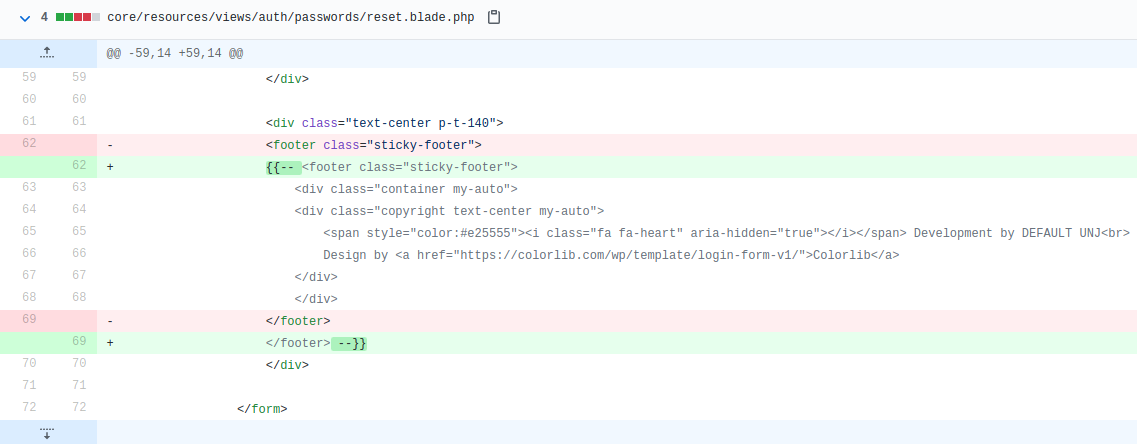 4 core/resources/views/auth/passwords/reset.blade.php
@@ -59,14 +59,14 @@
59 59 </div>
60 60
61 61 <div class="text-center p-t-140">
62 - <footer class="sticky-footer">
62 + {{-- <footer class="sticky-footer">
63 63 <div class="container my-auto">
64 64 <div class="copyright text-center my-auto">
65 65 <span style="color:#e25555"><i class="fa fa-heart" aria-hidden="true"></i></span> Development by DEFAULT UNJ<br>
66 66 Design by <a href="https://colorlib.com/wp/template/login-form-v1/">Colorlib</a>
67 67 </div>
68 68 </div>
69 - </footer>
69 + </footer> --}}
70 70 </div>
71 71
72 72 </form>